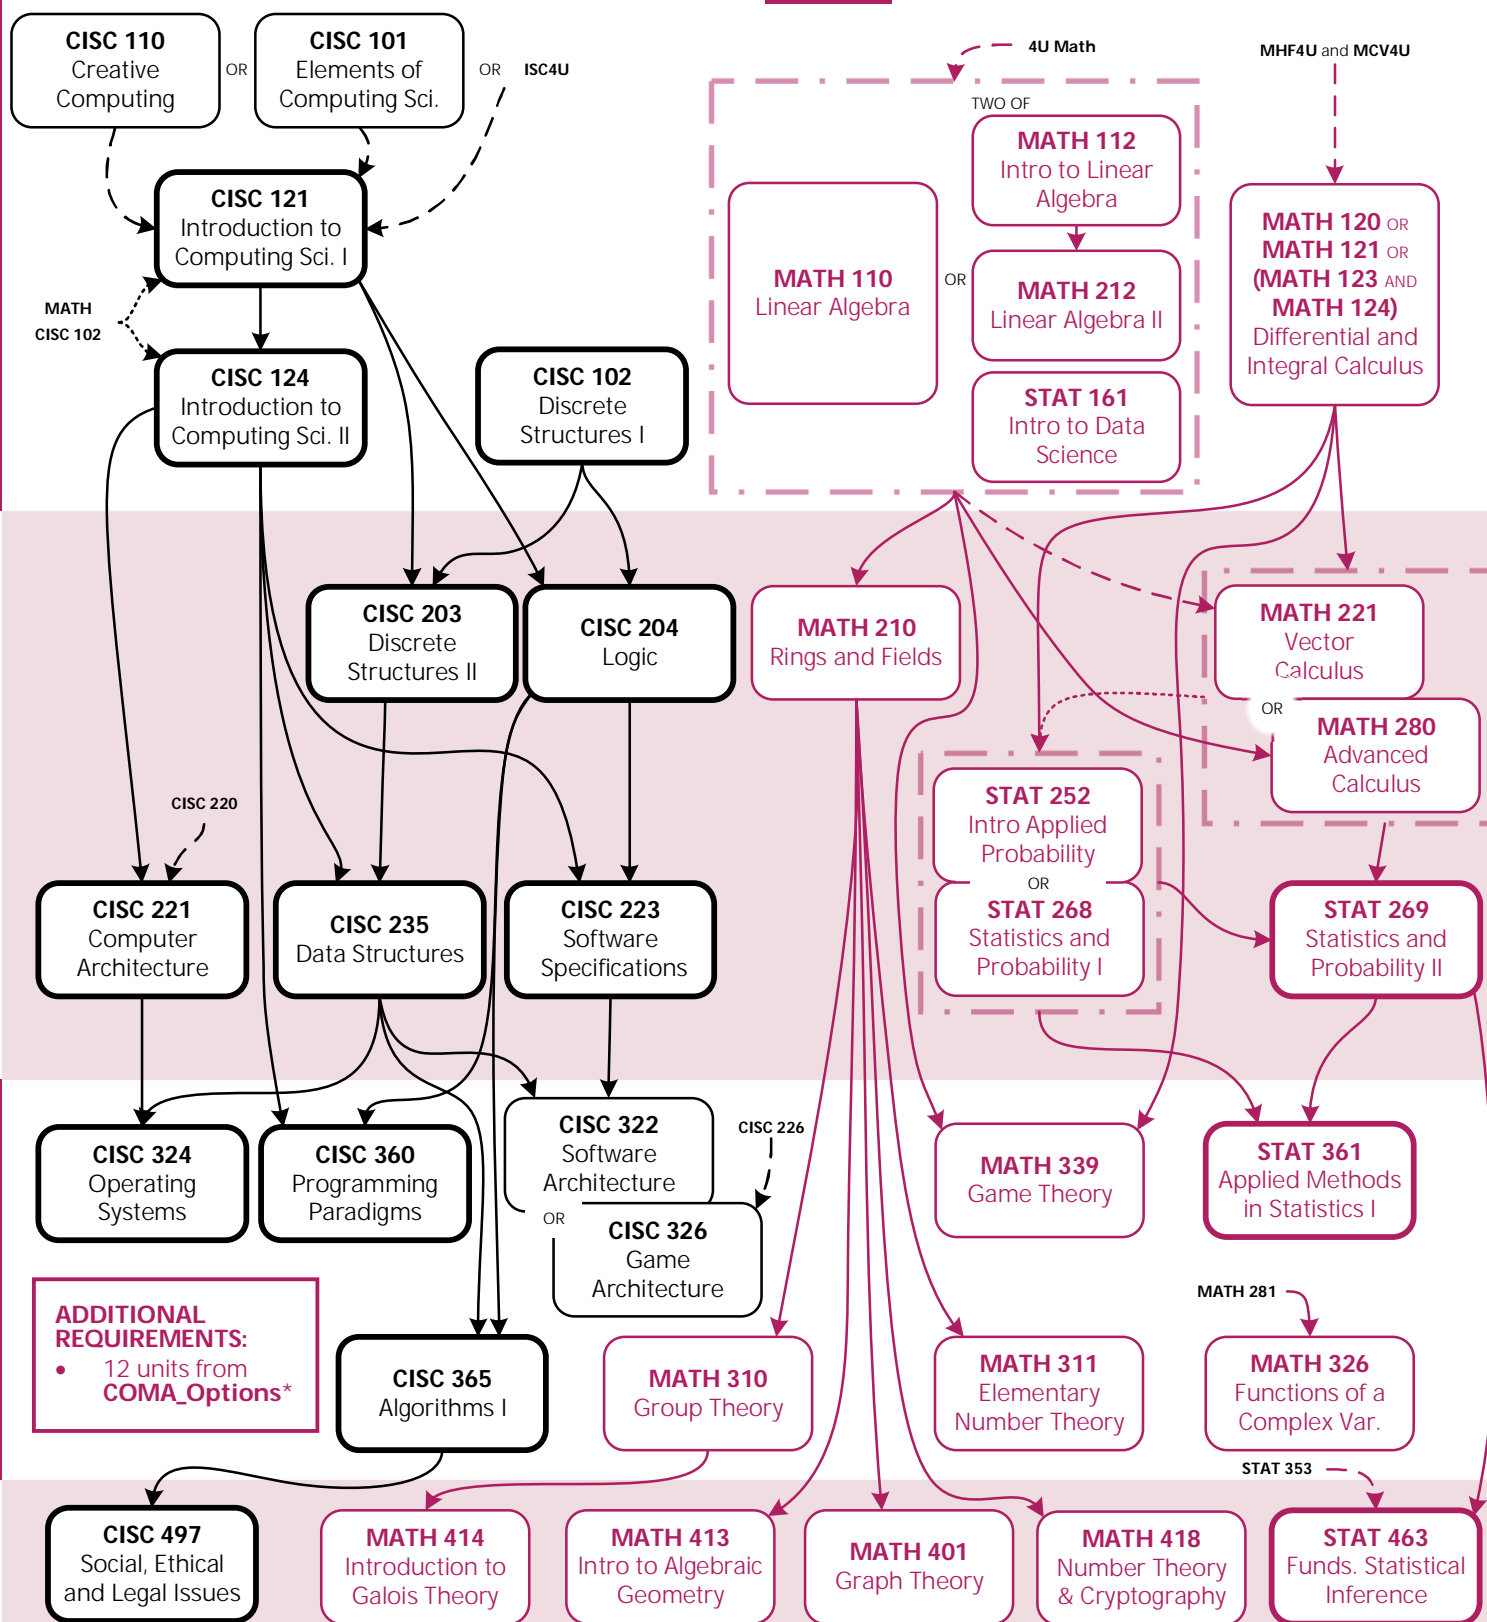 CISC 110
Creative
Computing
OR
CISC 101
Elements of
Computing Sci.
OR ISC4U
4U Math
MHF4U and MCV4U
TWO OF
MATH 112
Intro to Linear
Algebra
CISC 121
Introduction to
Computing Sci. I
MATH 110
Linear Algebra
OR
MATH 212
Linear Algebra II
MATH 120 OR
MATH 121 OR
(MATH 123 AND
MATH 124)
Differential and
Integral Calculus
MATH
CISC 102
CISC 124
Introduction to
Computing Sci. II
CISC 102
Discrete
Structures I
STAT 161
Intro to Data
Science
CISC 203
Discrete
Structures II
CISC 204
Logic
MATH 210
Rings and Fields
MATH 221
Vector
Calculus
OR
MATH 280
Advanced
Calculus
CISC 220
STAT 252
Intro Applied
Probability
OR
STAT 268
Statistics and
Probability I
CISC 221
Computer
Architecture
CISC 235
Data Structures
CISC 223
Software
Specifications
STAT 269
Statistics and
Probability II
CISC 324
Operating
Systems
CISC 360
Programming
Paradigms
CISC 322
Software
Architecture
OR
CISC 326
Game
Architecture
CISC 226
MATH 339
Game Theory
STAT 361
Applied Methods
in Statistics I
ADDITIONAL
REQUIREMENTS:
• 12 units from
COMA_Options*
CISC 365
Algorithms I
MATH 310
Group Theory
MATH 311
Elementary
Number Theory
MATH 281
MATH 326
Functions of a
Complex Var.
STAT 353
CISC 497
Social, Ethical
and Legal Issues
MATH 414
Introduction to
Galois Theory
MATH 413
Intro to Algebraic
Geometry
MATH 401
Graph Theory
MATH 418
Number Theory
& Cryptography
STAT 463
Funds. Statistical
Inference